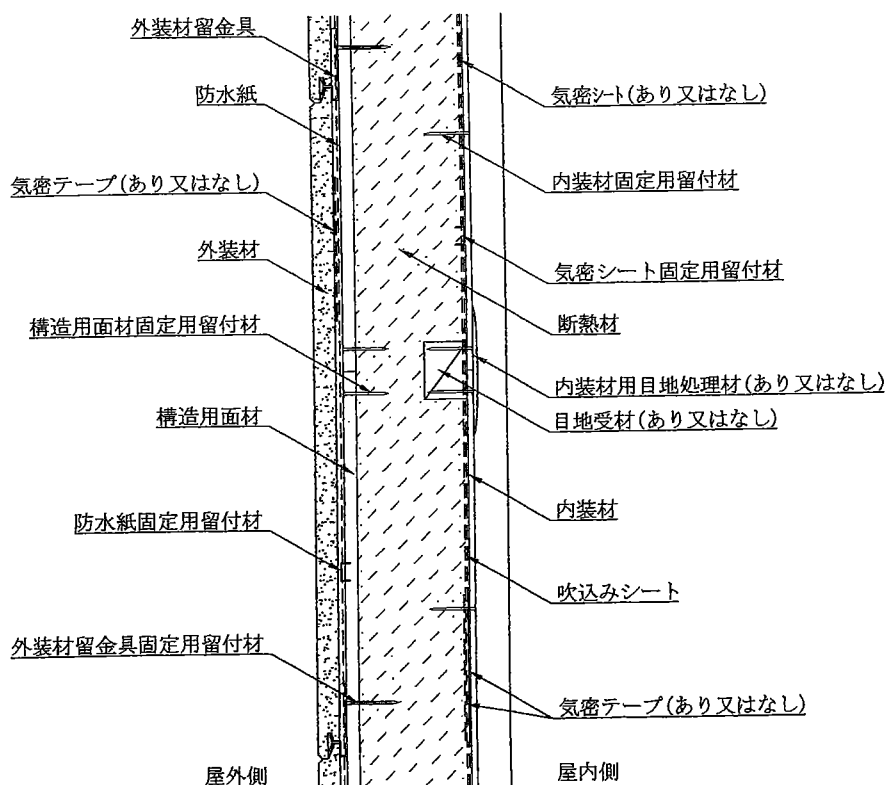 外装材留金具
防水紙
気密テープ(あり又はなし)
外装材
構造用面材固定用留付材
構造用面材
防水紙固定用留付材
外装材留金具固定用留付材
屋外側
気密シート(あり又はなし)
内装材固定用留付材
気密シート固定用留付材
断熱材
内装材用目地処理材(あり又はなし)
目地受材(あり又はなし)
内装材
吹込みシート
気密テープ(あり又はなし)
屋内側